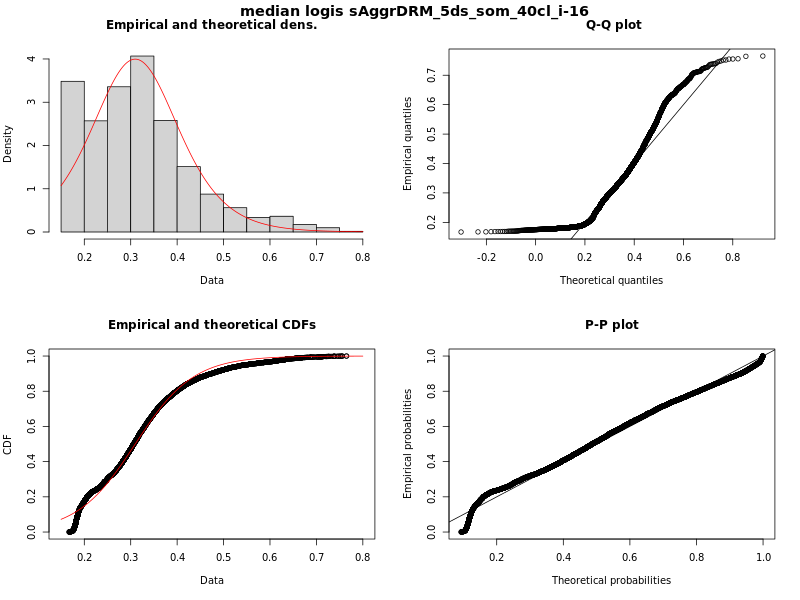 median logis sAggrDRM_5ds_som_40cl_i-16
Empirical and theoretical dens.
Density
0 1 2 3 4
0.2 0.3 0.4 0.5 0.6 0.7 0.8
Data
Q-Q plot
Empirical quantiles
0.2 0.3 0.4 0.5 0.6 0.7
-0.2 0.0 0.2 0.4 0.6 0.8
Theoretical quantiles
Empirical and theoretical CDFs
CDF
0.0 0.2 0.4 0.6 0.8 1.0
0.2 0.3 0.4 0.5 0.6 0.7 0.8
Data
P-P plot
Empirical probabilities
0.0 0.2 0.4 0.6 0.8 1.0
0.2 0.4 0.6 0.8 1.0
Theoretical probabilities